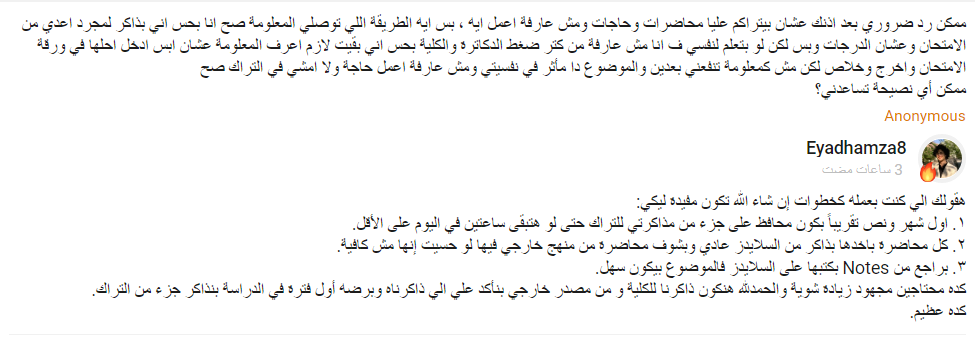 ممكن رد ضروري بعد اذنك عشان بيتراكم عليا محاضرات وحاجات ومش عارفة اعمل ايه ، بس ايه الطريقة اللي توصلي المعلومة صح انا بحس اني بذاكر لمجرد اعدي من
الامتحان وعشان الدرجات وبس لكن لو بتعلم لنفسي ف انا مش عارفة من كتر ضغط الدكاترة والكلية بحس اني بقيت لازم اعرف المعلومة عشان ابس ادخل احلها في ورقة
الامتحان واخرج وخلاص لكن مش كمعلومة تنفعني بعدين والموضوع دا مأثر في نفسيتي ومش عارفة اعمل حاجة ولا امشي في التراك صح
ممكن أي نصيحة تساعدني؟
Anonymous
Eyadhamza8
3 ساعات مضت
هقولك الي كنت بعمله كخطوات إن شاء الله تكون مفيدة ليكي:
١. اول شهر ونص تقريباً بكون محافظ على جزء من مذاكرتي للتراك حتى لو هتبقى ساعتين في اليوم على الأقل.
٢. كل محاضرة باخدها بذاكر من السلايدز عادي وبشوف محاضرة من منهج خارجي فيها لو حسيت إنها مش كافية.
٣. براجع من Notes بكتبها على السلايدز فالموضوع بيكون سهل.
كده محتاجين مجهود زيادة شوية والحمدلله هنكون ذاكرنا للكلية و من مصدر خارجي بنأكد علي الي ذاكرناه وبرضه أول فترة في الدراسة بنذاكر جزء من التراك.
كده عظيم.